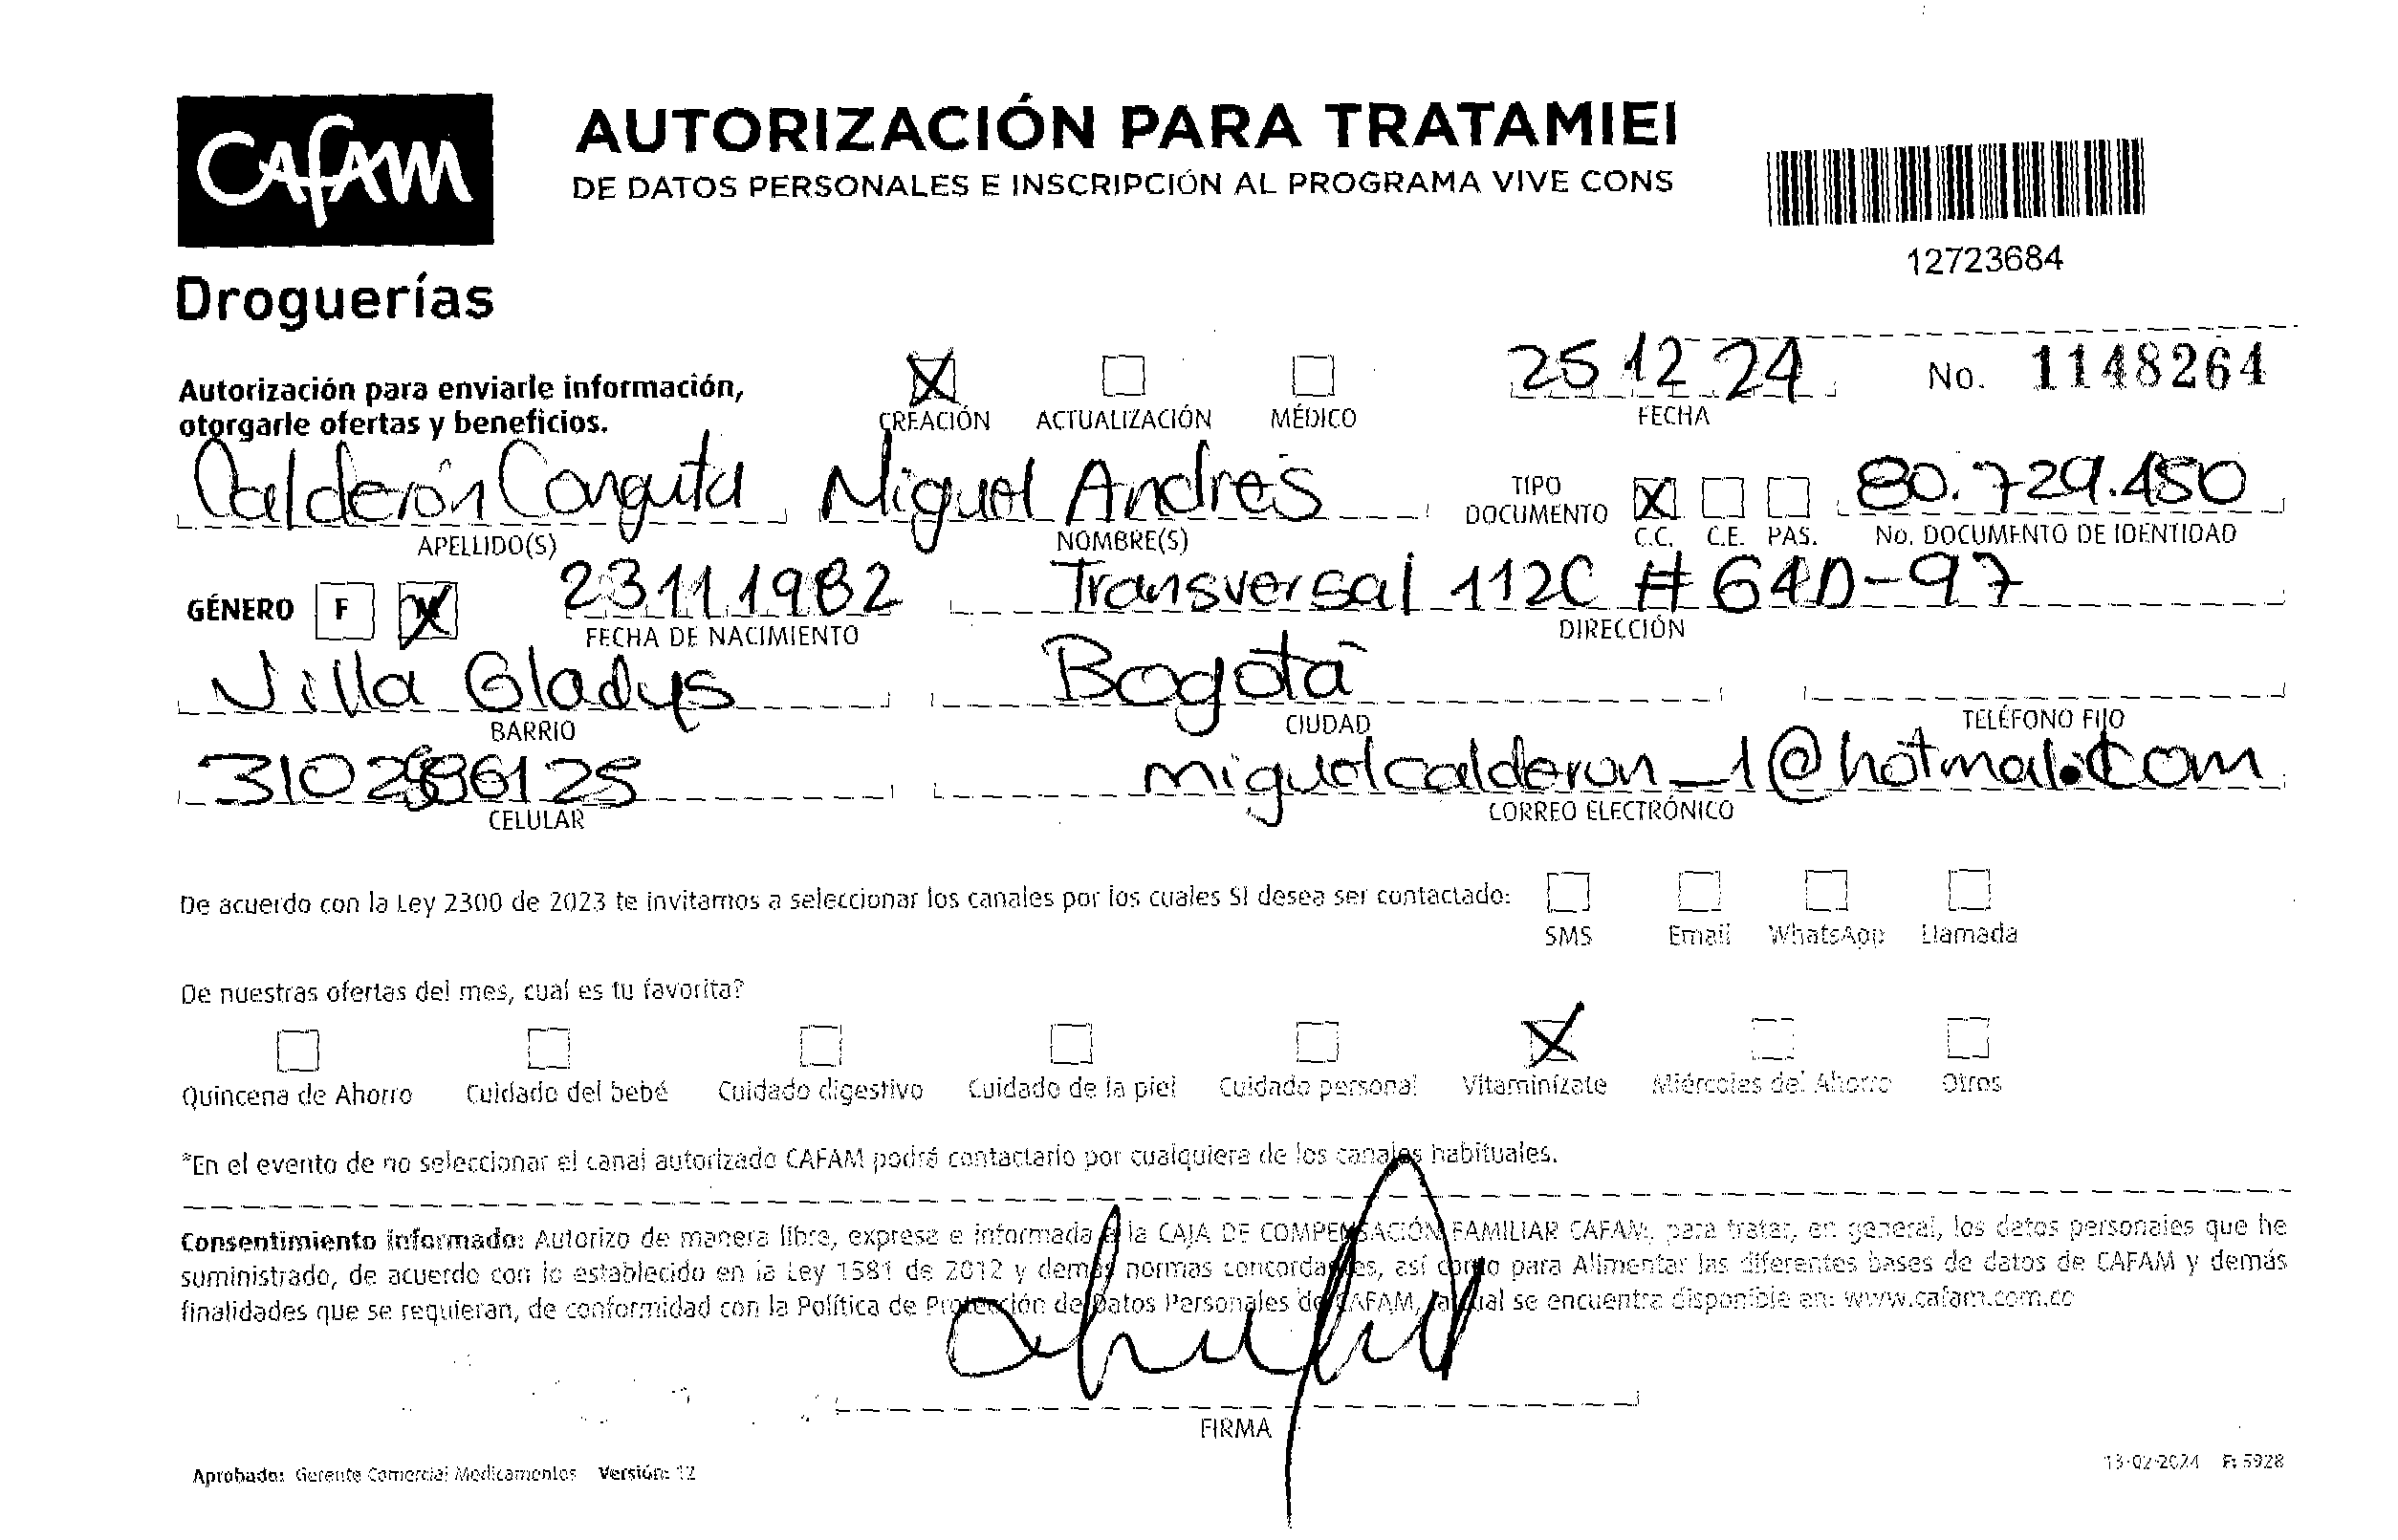 CAFAM
Droguerías
AUTORIZACIÓN PARA TRATAMIEI
DE DATOS PERSONALES E INSCRIPCIÓN AL PROGRAMA VIVE CONS
12723684
Autorización para enviarle información,
otorgarle ofertas y beneficios.
X CREACIÓN ACTUALIZACIÓN MÉDICO
25 12 24
FECHA
No. 1148264
Calderón Canguta Miguel Andres
APELLIDO(S) NOMBRE(S)
TIPO DOCUMENTO X C.C. C.E. PAS.
80.729.450
No. DOCUMENTO DE IDENTIDAD
GÉNERO F X
23 11 1982
FECHA DE NACIMIENTO
Transversal 112C # 64D-97
DIRECCIÓN
Villa Gladys
BARRIO
Bogotá
CIUDAD
TELÉFONO FIJO
CELULAR
miguelcalderon_1@hotmal.com
CORREO ELECTRÓNICO
De acuerdo con la Ley 2300 de 2023 te invitamos a seleccionar los canales por los cuales SI desea ser contactado:
SMS Email WhatsApp Llamada
De nuestras ofertas del mes, cual es tu favorita?
X
Quincena de Ahorro Cuidado del bebé Cuidado digestivo Cuidado de la piel Cuidado personal Vitaminízate Miércoles del Ahorro Otros
*En el evento de no seleccionar el canal autorizado CAFAM podrá contactarlo por cualquiera de los canales habituales.
Consentimiento informado: Autorizo de manera libre, expresa e informada a la CAJA DE COMPENSACIÓN FAMILIAR CAFAM, para tratar, en general, los datos personales que he
suministrado, de acuerdo con lo establecido en la Ley 1581 de 2012 y demás normas concordantes, así como para Alimentar las diferentes bases de datos de CAFAM y demás
finalidades que se requieran, de conformidad con la Política de Protección de Datos Personales de CAFAM, la cual se encuentra disponible en: www.cafam.com.co
FIRMA
Aprobado: Gerente Comercial Medicamentos Versión: 12
13-02-2024 F: 5928